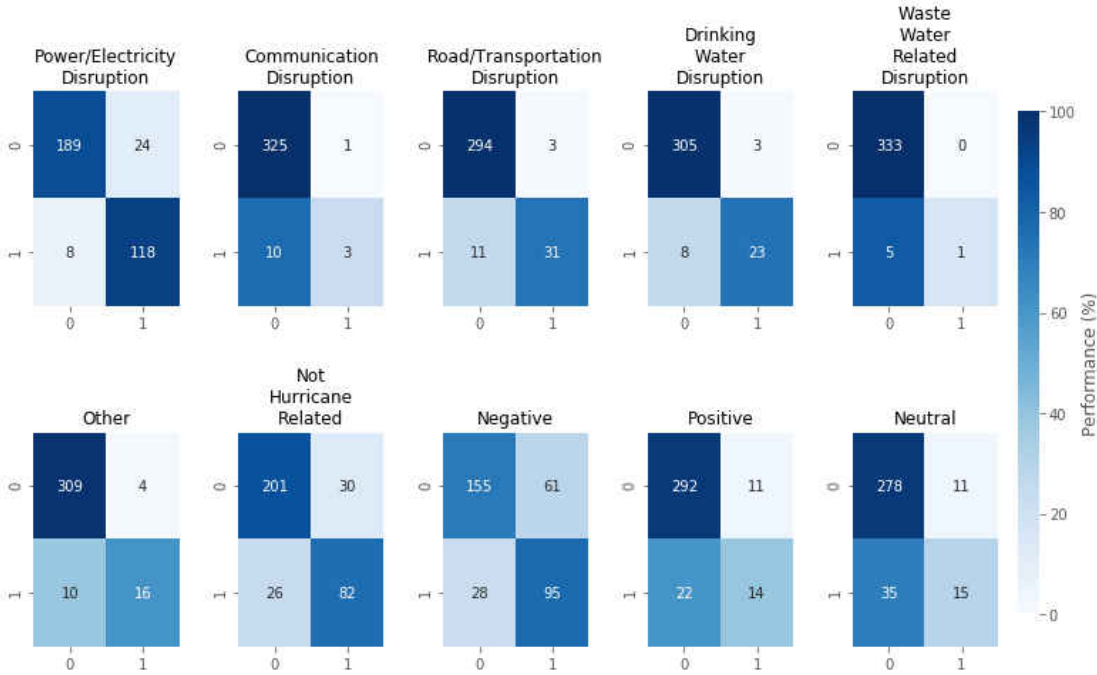 Power/Electricity
Disruption
Communication
Disruption
Road/Transportation
Disruption
Drinking
Water
Disruption
Waste
Water
Related
Disruption
0 189 24
1 8 118
0 1
0 325 1
1 10 3
0 1
0 294 3
1 11 31
0 1
0 305 3
1 8 23
0 1
0 333 0
1 5 1
0 1
Other
Not
Hurricane
Related
Negative
Positive
Neutral
0 309 4
1 10 16
0 1
0 201 30
1 26 82
0 1
0 155 61
1 28 95
0 1
0 292 11
1 22 14
0 1
0 278 11
1 35 15
0 1
100
80
60
40
20
0
Performance (%)